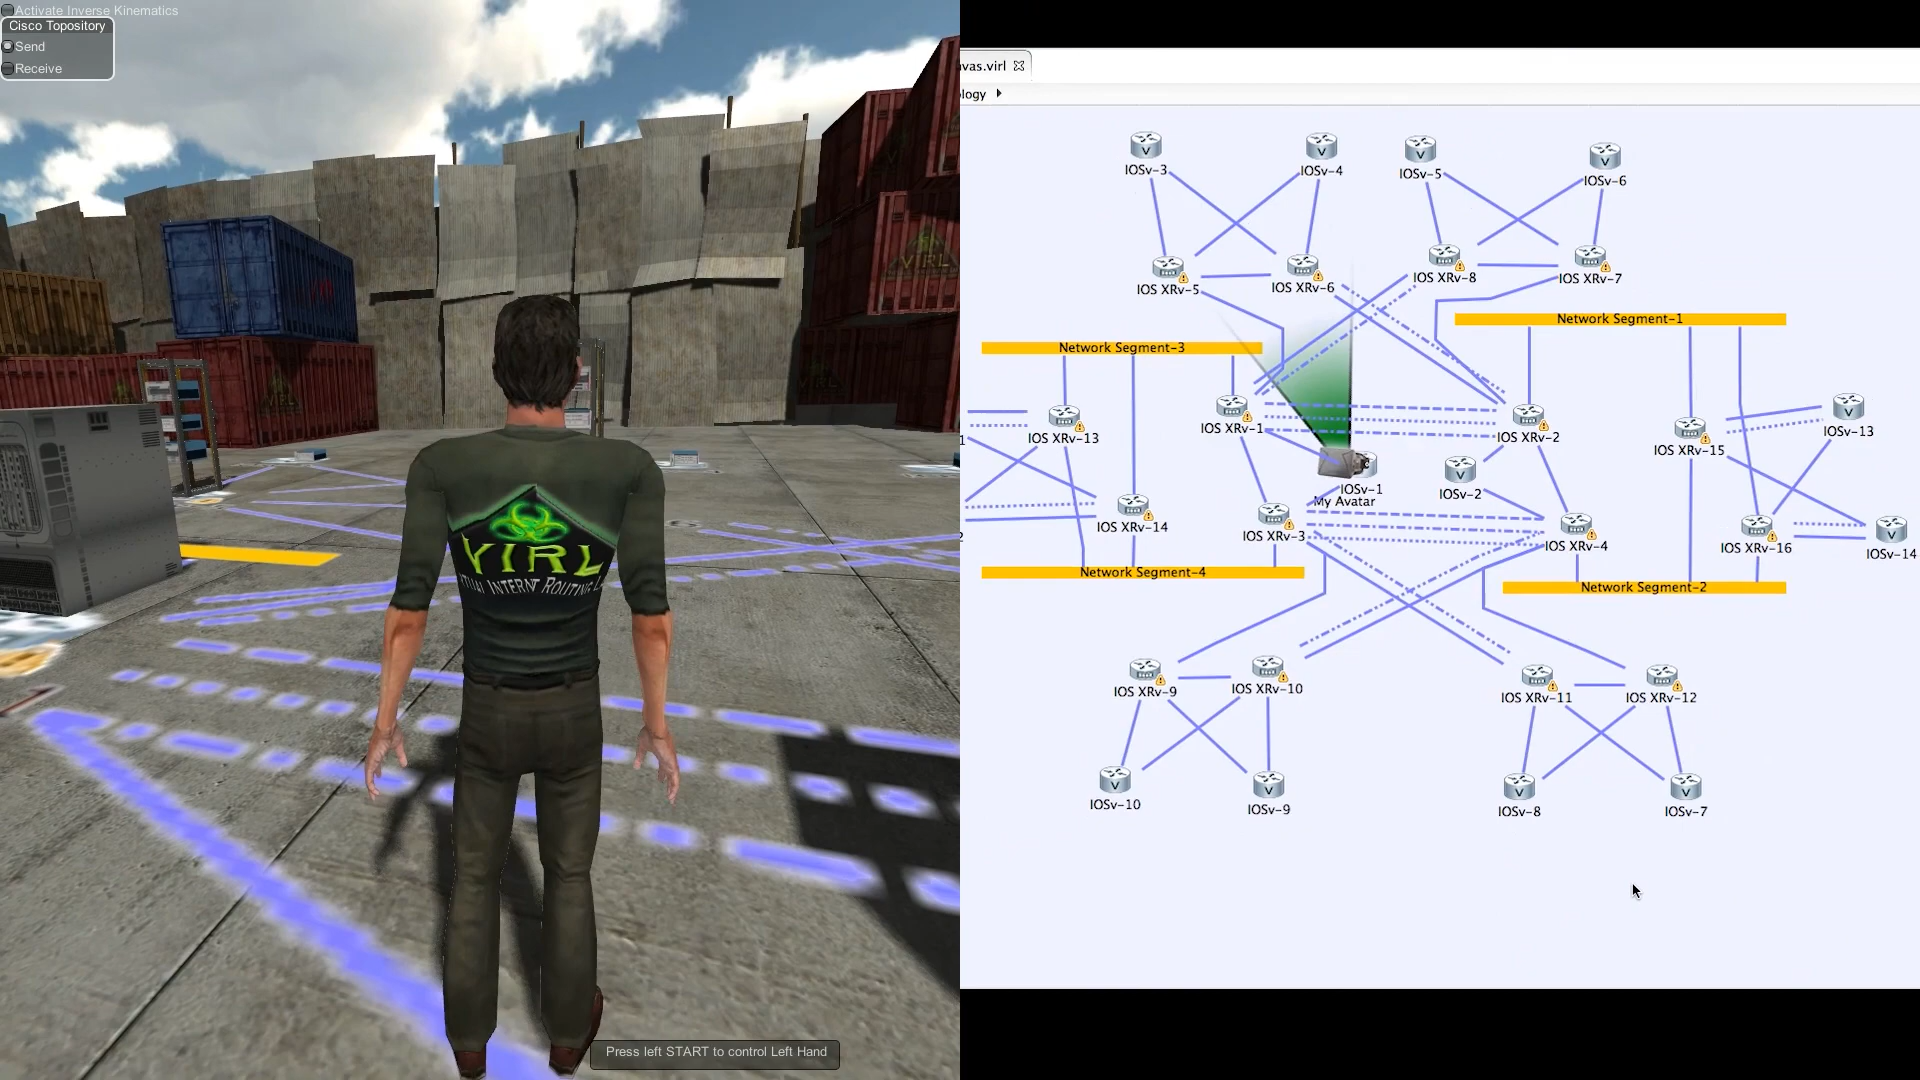 Activate Inverse Kinematics
Cisco Topository
Send
Receive
VIRL
VIRL
INTERN ROUTING
Press left START to control Left Hand
vas.virl
logy
IOSv-3
IOSv-4
IOSv-5
IOSv-6
IOS XRv-5
IOS XRv-6
IOS XRv-8
IOS XRv-7
Network Segment-1
Network Segment-3
IOS XRv-13
IOS XRv-1
IOS XRv-2
IOS XRv-15
IOSv-13
1
IOSv-1
My Avatar
IOSv-2
IOS XRv-14
IOS XRv-3
IOS XRv-4
IOS XRv-16
IOSv-14
2
Network Segment-4
Network Segment-2
IOS XRv-9
IOS XRv-10
IOS XRv-11
IOS XRv-12
IOSv-10
IOSv-9
IOSv-8
IOSv-7